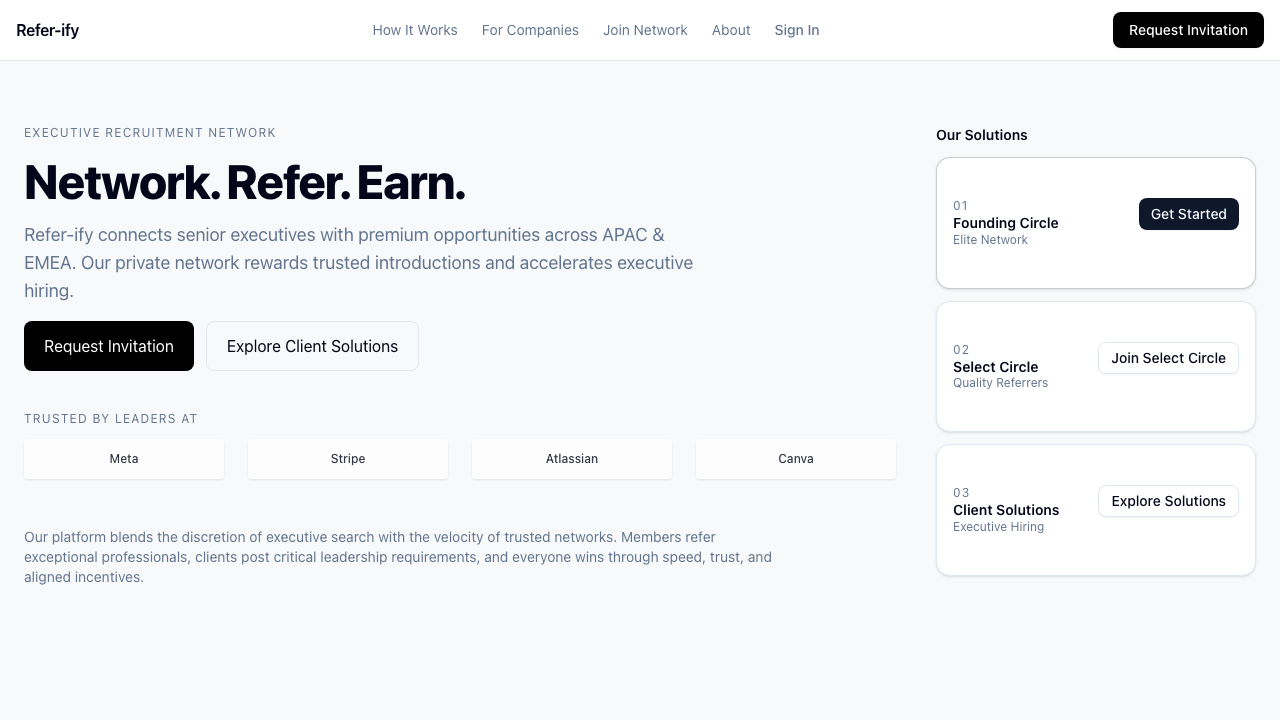 Refer-ify
How It Works
For Companies
Join Network
About
Sign In
Request Invitation
EXECUTIVE RECRUITMENT NETWORK
Network. Refer. Earn.
Refer-ify connects senior executives with premium opportunities across APAC &
EMEA. Our private network rewards trusted introductions and accelerates executive
hiring.
Request Invitation
Explore Client Solutions
TRUSTED BY LEADERS AT
Meta
Stripe
Atlassian
Canva
Our platform blends the discretion of executive search with the velocity of trusted networks. Members refer
exceptional professionals, clients post critical leadership requirements, and everyone wins through speed, trust, and
aligned incentives.
Our Solutions
01
Founding Circle
Elite Network
Get Started
02
Select Circle
Quality Referrers
Join Select Circle
03
Client Solutions
Executive Hiring
Explore Solutions